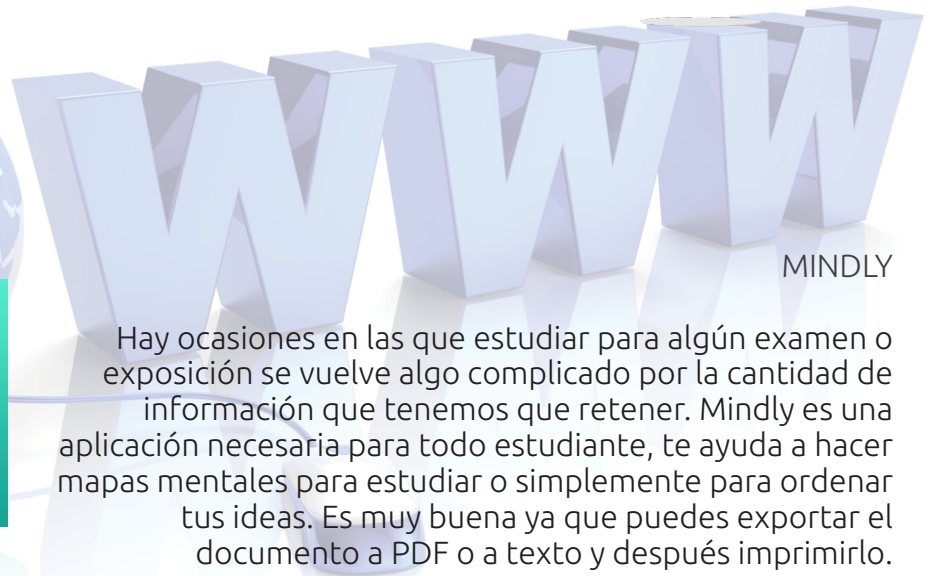 WWW
MINDLY
Hay ocasiones en las que estudiar para algún examen o
exposición se vuelve algo complicado por la cantidad de
información que tenemos que retener. Mindly es una
aplicación necesaria para todo estudiante, te ayuda a hacer
mapas mentales para estudiar o simplemente para ordenar
tus ideas. Es muy buena ya que puedes exportar el
documento a PDF o a texto y después imprimirlo.